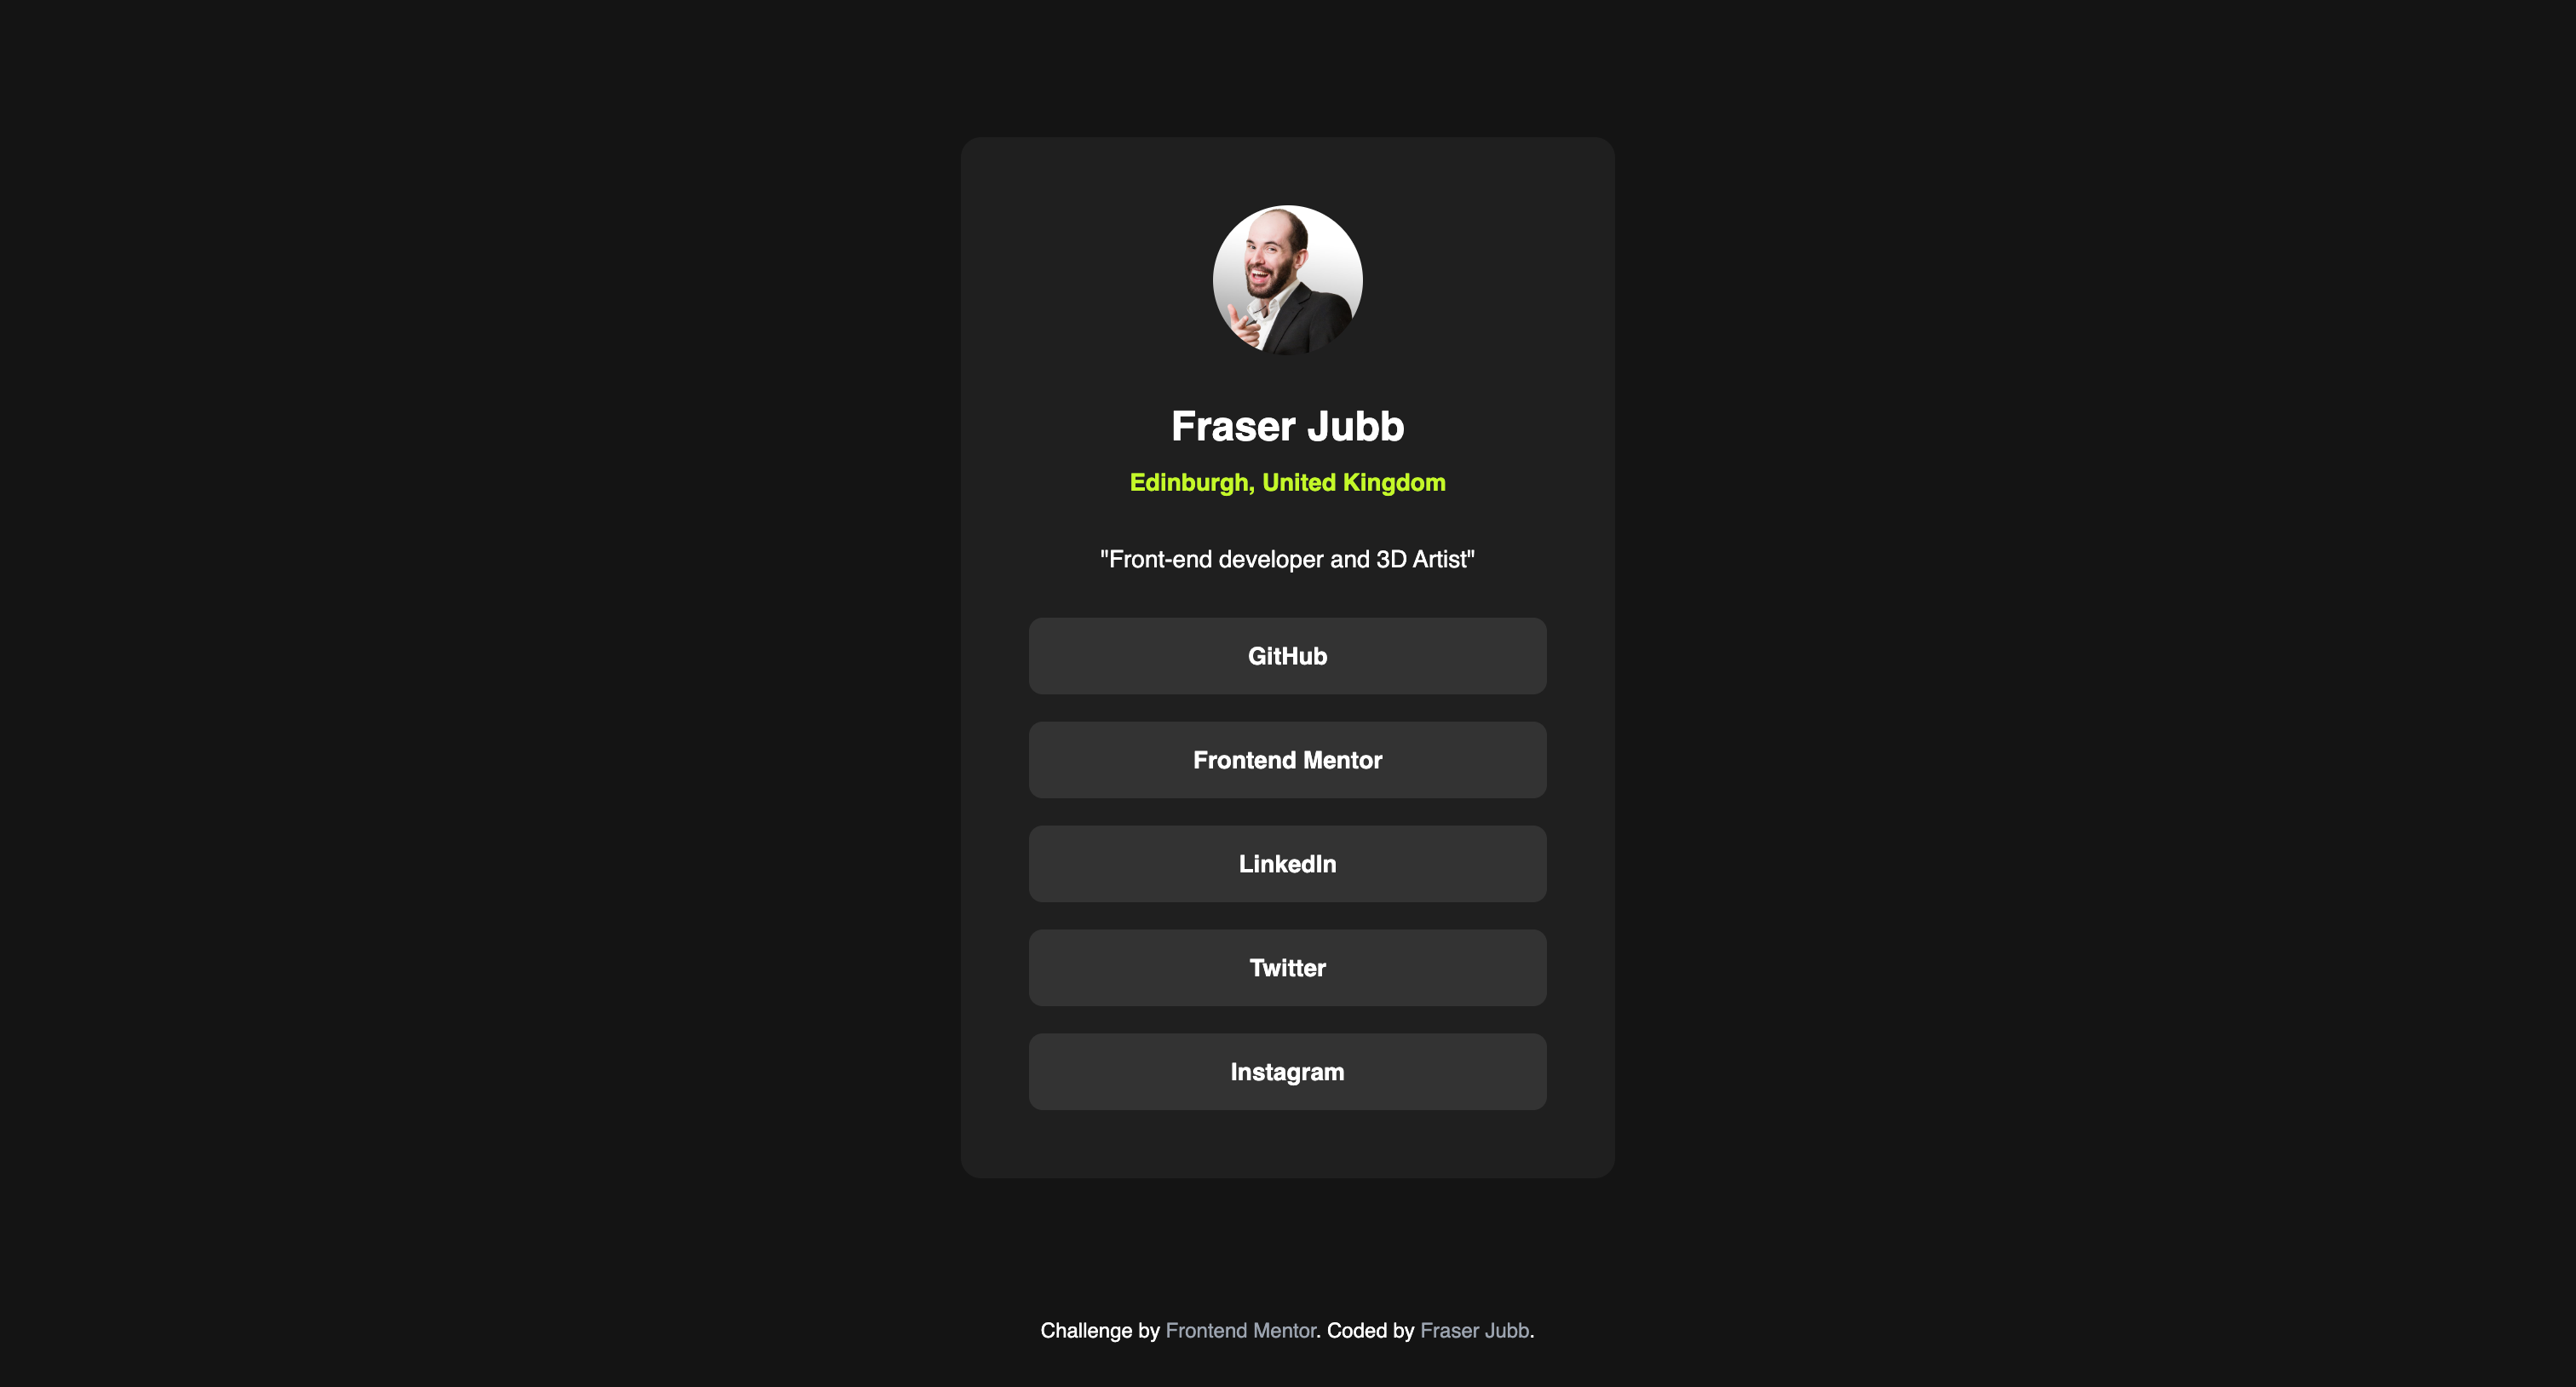 Fraser Jubb
Edinburgh, United Kingdom
"Front-end developer and 3D Artist"
GitHub
Frontend Mentor
LinkedIn
Twitter
Instagram
Challenge by Frontend Mentor. Coded by Fraser Jubb.